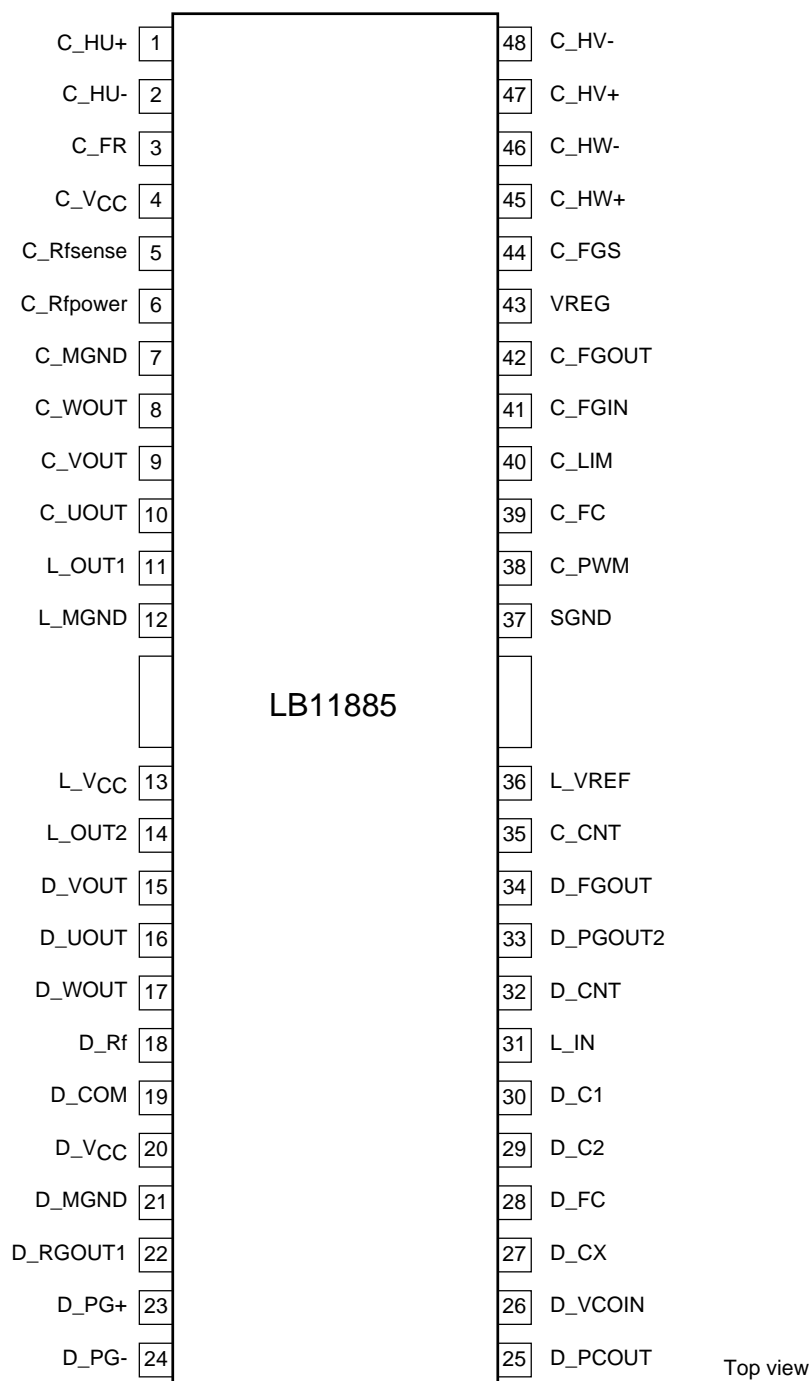 C_HU+ 1 48 C_HV-
C_HU- 2 47 C_HV+
C_FR 3 46 C_HW-
C_VCC 4 45 C_HW+
C_Rfsense 5 44 C_FGS
C_Rfpower 6 43 VREG
C_MGND 7 42 C_FGOUT
C_WOUT 8 41 C_FGIN
C_VOUT 9 40 C_LIM
C_UOUT 10 39 C_FC
L_OUT1 11 38 C_PWM
L_MGND 12 37 SGND
LB11885
L_VCC 13 36 L_VREF
L_OUT2 14 35 C_CNT
D_VOUT 15 34 D_FGOUT
D_UOUT 16 33 D_PGOUT2
D_WOUT 17 32 D_CNT
D_Rf 18 31 L_IN
D_COM 19 30 D_C1
D_VCC 20 29 D_C2
D_MGND 21 28 D_FC
D_RGOUT1 22 27 D_CX
D_PG+ 23 26 D_VCOIN
D_PG- 24 25 D_PCOUT
Top view